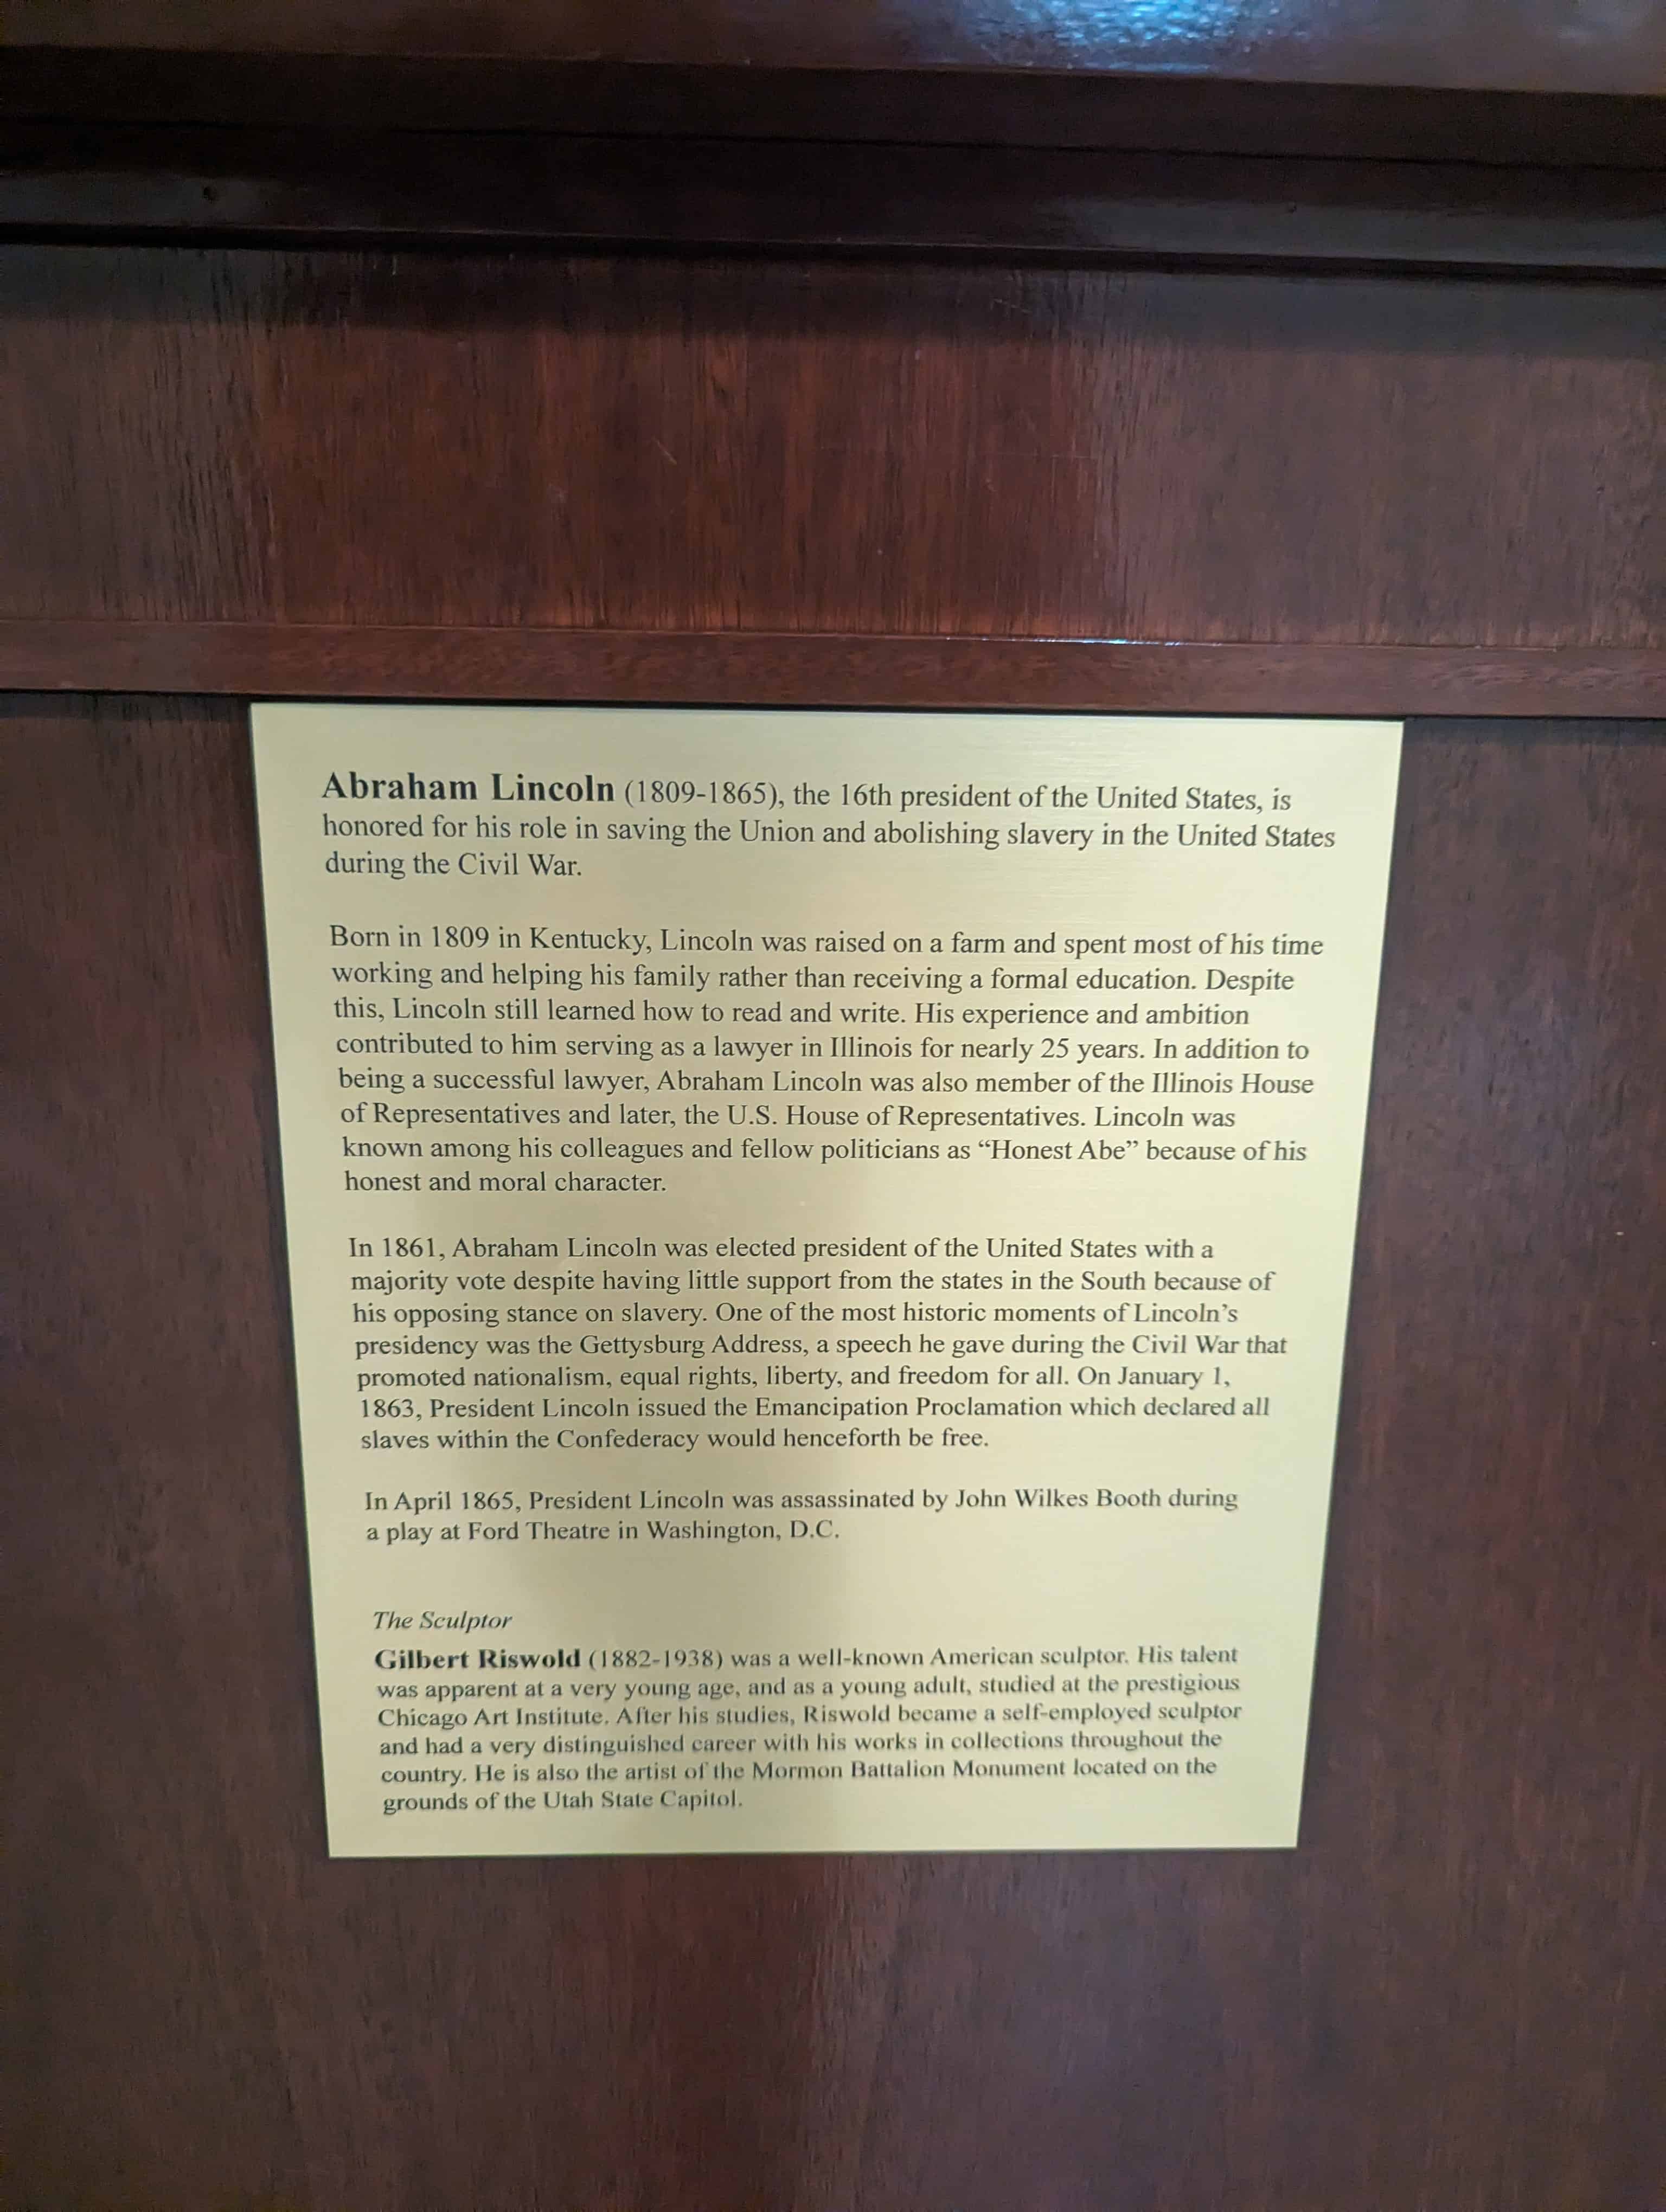 Abraham Lincoln (1809-1865), the 16th president of the United States, is
honored for his role in saving the Union and abolishing slavery in the United States
during the Civil War.
Born in 1809 in Kentucky, Lincoln was raised on a farm and spent most of his time
working and helping his family rather than receiving a formal education. Despite
this, Lincoln still learned how to read and write. His experience and ambition
contributed to him serving as a lawyer in Illinois for nearly 25 years. In addition to
being a successful lawyer, Abraham Lincoln was also member of the Illinois House
of Representatives and later, the U.S. House of Representatives. Lincoln was
known among his colleagues and fellow politicians as “Honest Abe” because of his
honest and moral character.
In 1861, Abraham Lincoln was elected president of the United States with a
majority vote despite having little support from the states in the South because of
his opposing stance on slavery. One of the most historic moments of Lincoln’s
presidency was the Gettysburg Address, a speech he gave during the Civil War that
promoted nationalism, equal rights, liberty, and freedom for all. On January 1,
1863, President Lincoln issued the Emancipation Proclamation which declared all
slaves within the Confederacy would henceforth be free.
In April 1865, President Lincoln was assassinated by John Wilkes Booth during
a play at Ford Theatre in Washington, D.C.
The Sculptor
Gilbert Riswold (1882-1938) was a well-known American sculptor. His talent
was apparent at a very young age, and as a young adult, studied at the prestigious
Chicago Art Institute. After his studies, Riswold became a self-employed sculptor
and had a very distinguished career with his works in collections throughout the
country. He is also the artist of the Mormon Battalion Monument located on the
grounds of the Utah State Capitol.